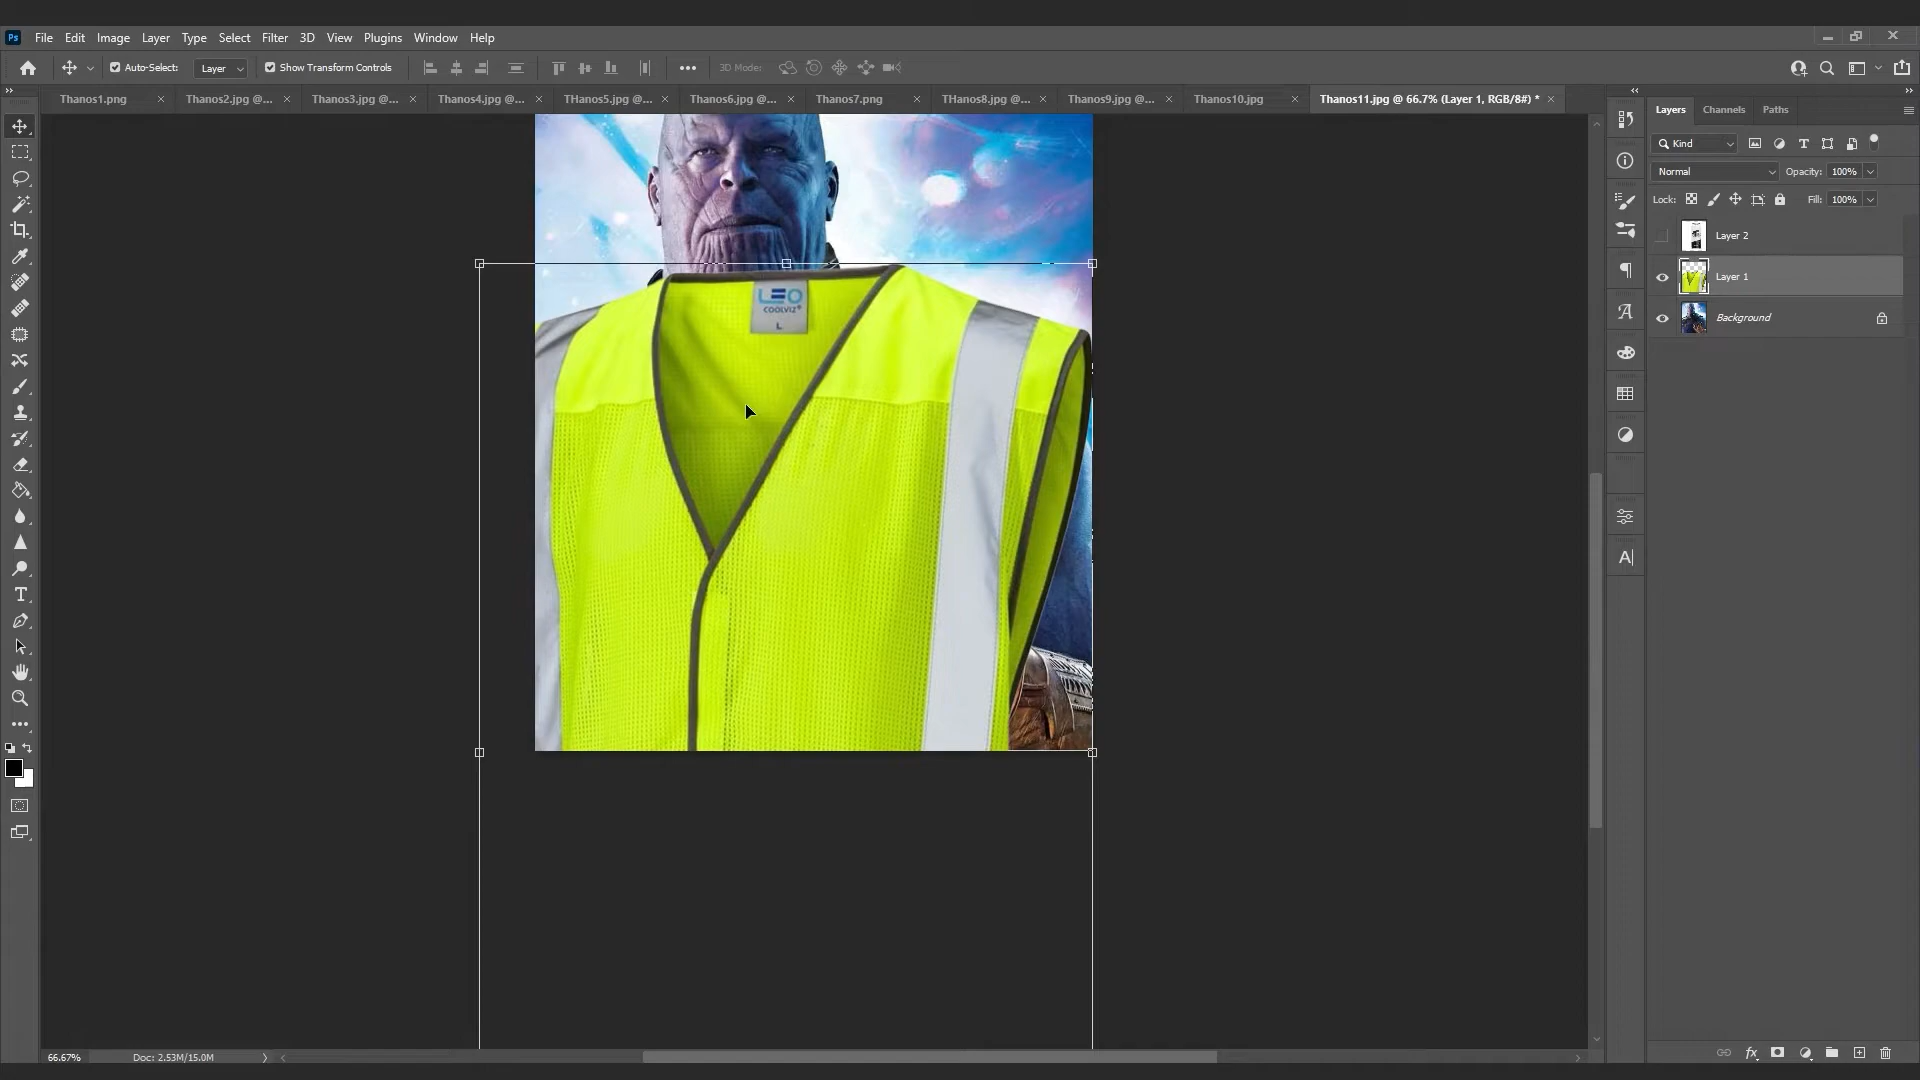 Ps File Edit Image Layer Type Select Filter 3D View Plugins Window Help
Auto-Select: Layer Show Transform Controls 3D Mode:
Thanos1.png Thanos2.jpg @... Thanos3.jpg @... Thanos4.jpg @... THanos5.jpg @... Thanos6.jpg @... Thanos7.png THanos8.jpg @... Thanos9.jpg @... Thanos10.jpg Thanos11.jpg @ 66.7% (Layer 1, RGB/8#) *
Layers Channels Paths
Kind
Normal Opacity: 100%
Lock: Fill: 100%
Layer 2
Layer 1
Background
LEO
COOLVIZ+
L
66.67% Doc: 2.53M/15.0M